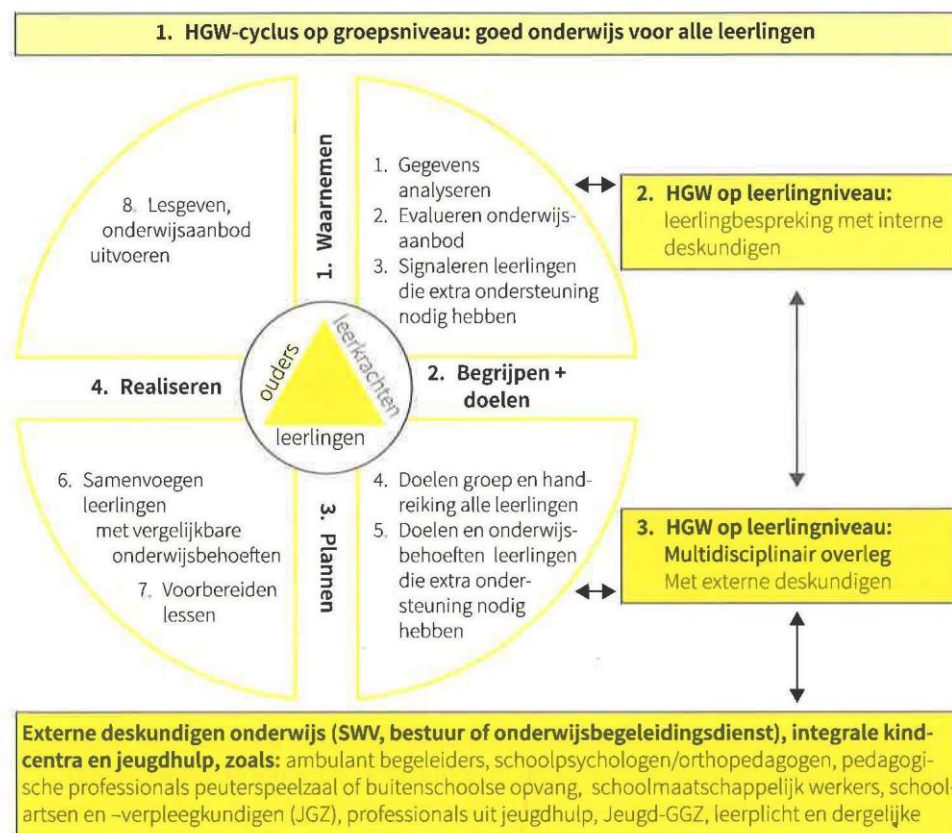 1. HGW-cyclus op groepsniveau: goed onderwijs voor alle leerlingen
8. Lesgeven,
onderwijsaanbod
uitvoeren
1. Waarnemen
1. Gegevens
analyseren
2. Evalueren onderwijs-
aanbod
3. Signaleren leerlingen
die extra ondersteuning
nodig hebben
2. HGW op leerlingniveau:
leerlingbespreking met interne
deskundigen
4. Realiseren
ouders
leerkrachten
leerlingen
2. Begrijpen +
doelen
6. Samenvoegen
leerlingen
met vergelijkbare
onderwijsbehoeften
7. Voorbereiden
lessen
3. Plannen
4. Doelen groep en hand-
reiking alle leerlingen
5. Doelen en onderwijs-
behoeften leerlingen
die extra onder-
steuning nodig
hebben
3. HGW op leerlingniveau:
Multidisciplinair overleg
Met externe deskundigen
Externe deskundigen onderwijs (SWV, bestuur of onderwijsbegeleidingsdienst), integrale kind-
centra en jeugdhulp, zoals: ambulant begeleiders, schoolpsychologen/orthopedagogen, pedagogi-
sche professionals peuterspeelzaal of buitenschoolse opvang, schoolmaatschappelijk werkers, school-
artsen en –verpleegkundigen (JGZ), professionals uit jeugdhulp, Jeugd-GGZ, leerplicht en dergelijke